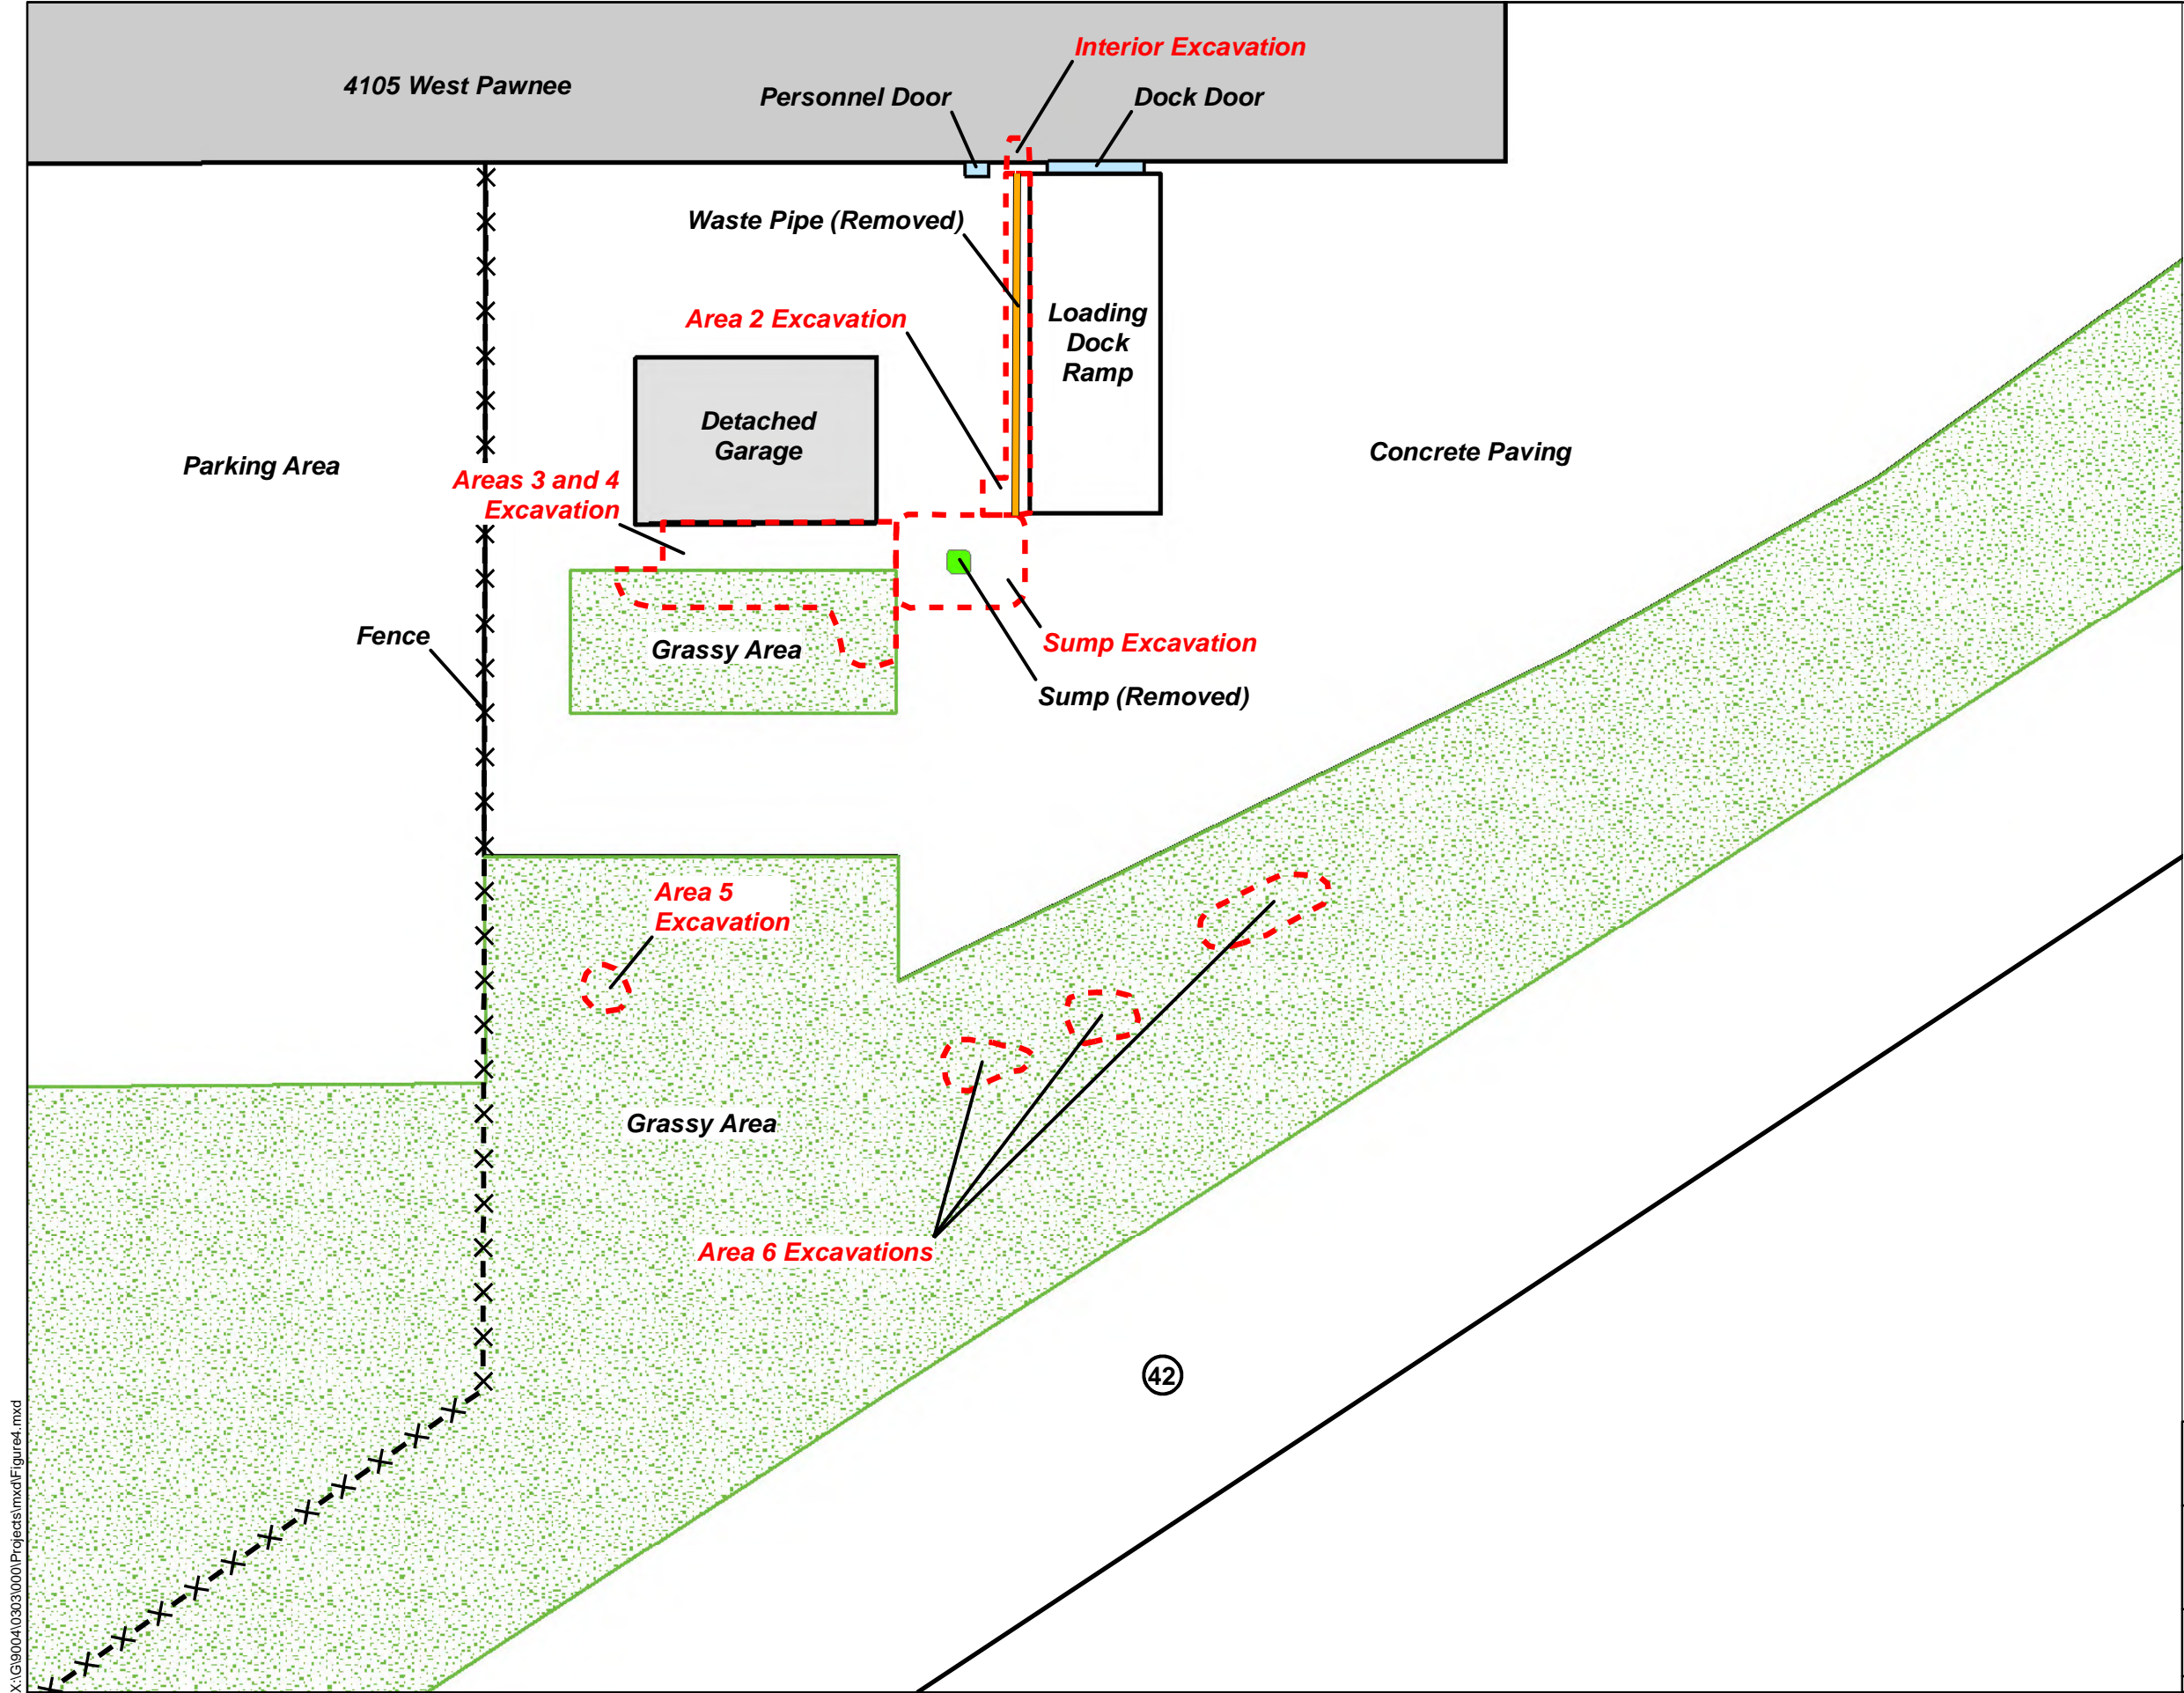 Interior Excavation
4105 West Pawnee
Personnel Door
Dock Door
Waste Pipe (Removed)
Area 2 Excavation
Loading
Dock
Ramp
Detached
Garage
Parking Area
Concrete Paving
Areas 3 and 4
Excavation
Fence
Grassy Area
Sump Excavation
Sump (Removed)
Area 5
Excavation
Grassy Area
Area 6 Excavations
42
X:\G\9004\0303\000\Projects\mxd\Figure4.mxd